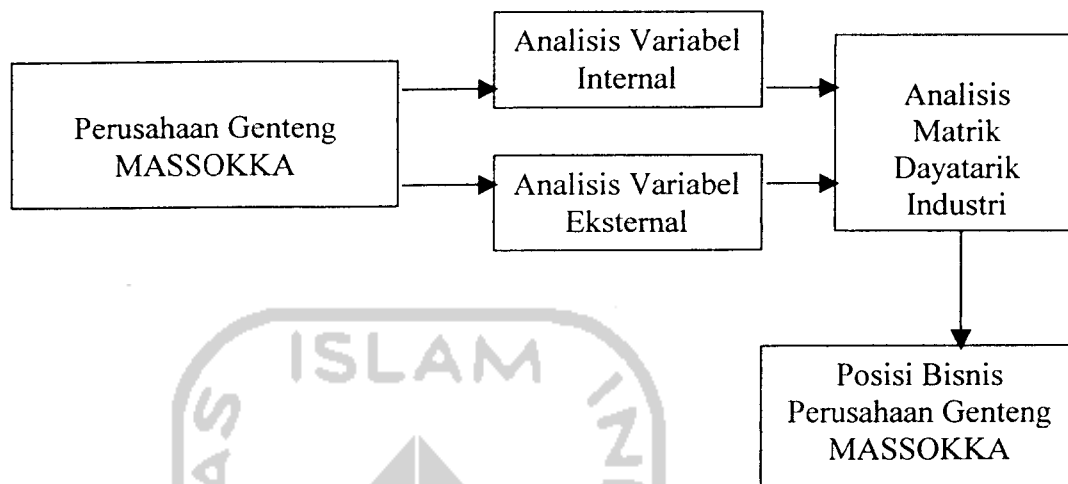 Analisis Variabel
Internal
Perusahaan Genteng
MASSOKKA
Analisis Variabel
Eksternal
Analisis
Matrik
Dayatarik
Industri
Posisi Bisnis
Perusahaan Genteng
MASSOKKA
ISLAM